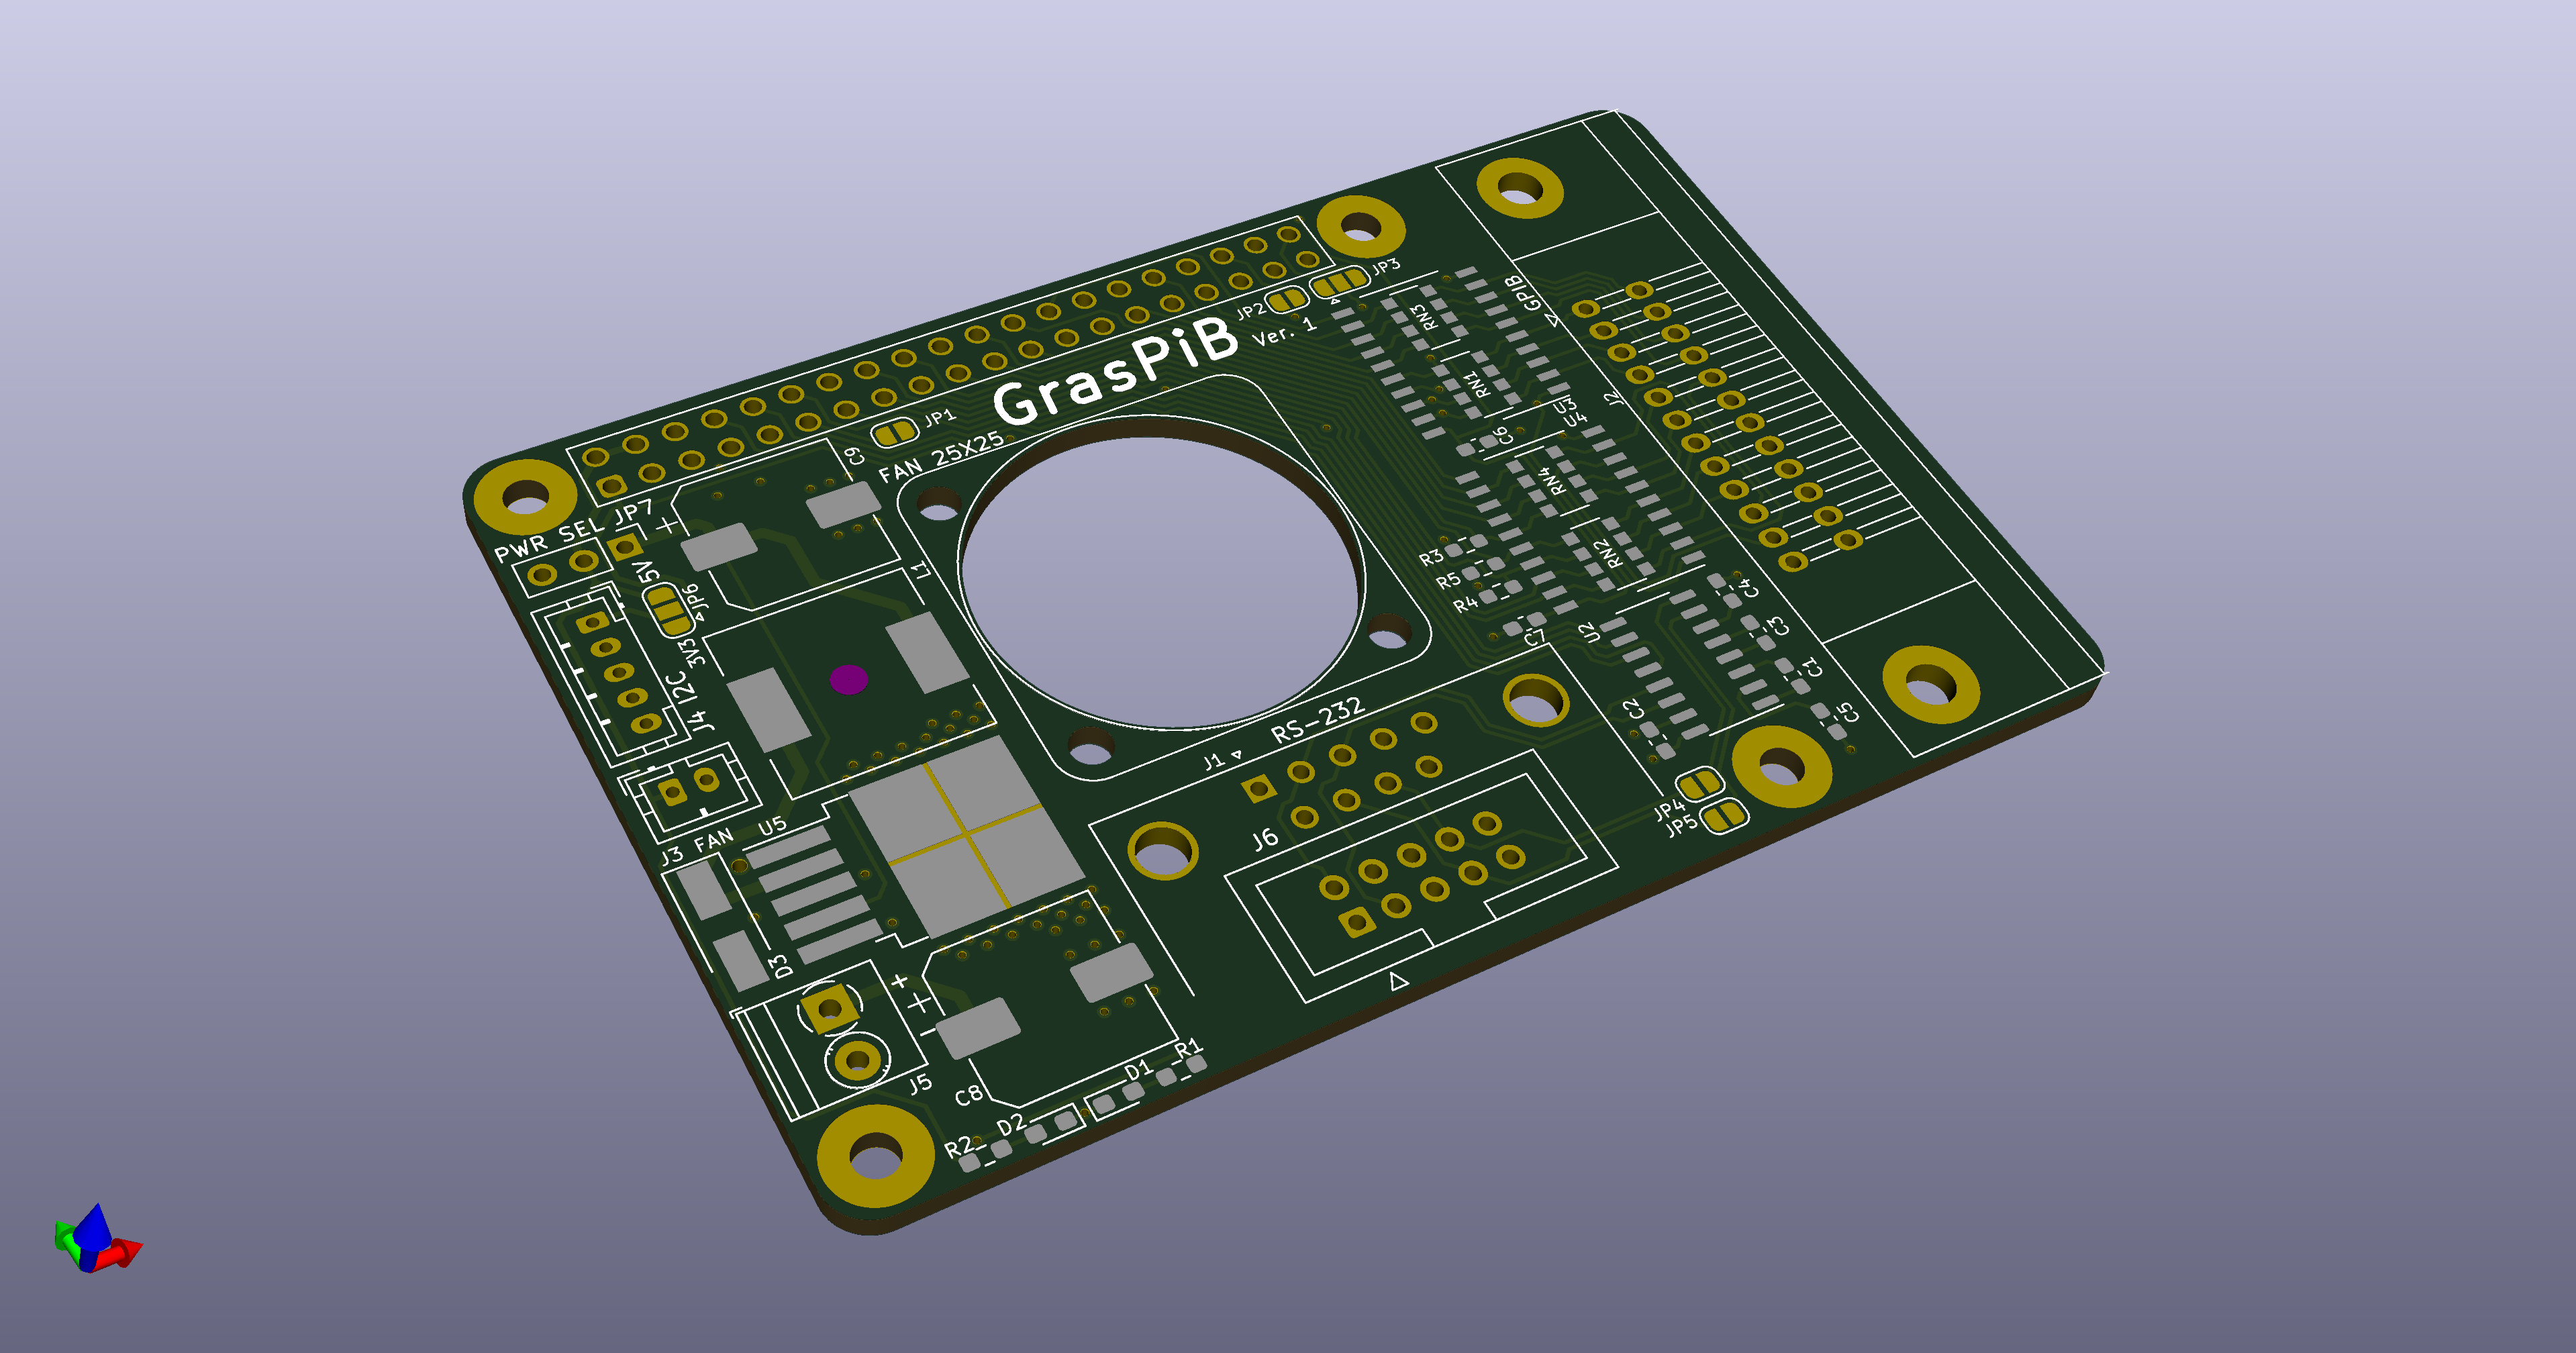 JP3
JP2
GPIB
RN3
Ver. 1
GrasPiB
RN1
J2
U3
U4
JP1
C9
C6
FAN 25X25
RN4
PWR SEL JP7
+
5V
L1
R3
R5
R4
RN2
JP6
3V3
C4
C3
C7
U2
C1
J4 I2C
RS-232
J1
C2
C5
JP4
JP5
J6
U5
J3 FAN
D3
+
+
-
J5
C8
R1
D1
D2
R2